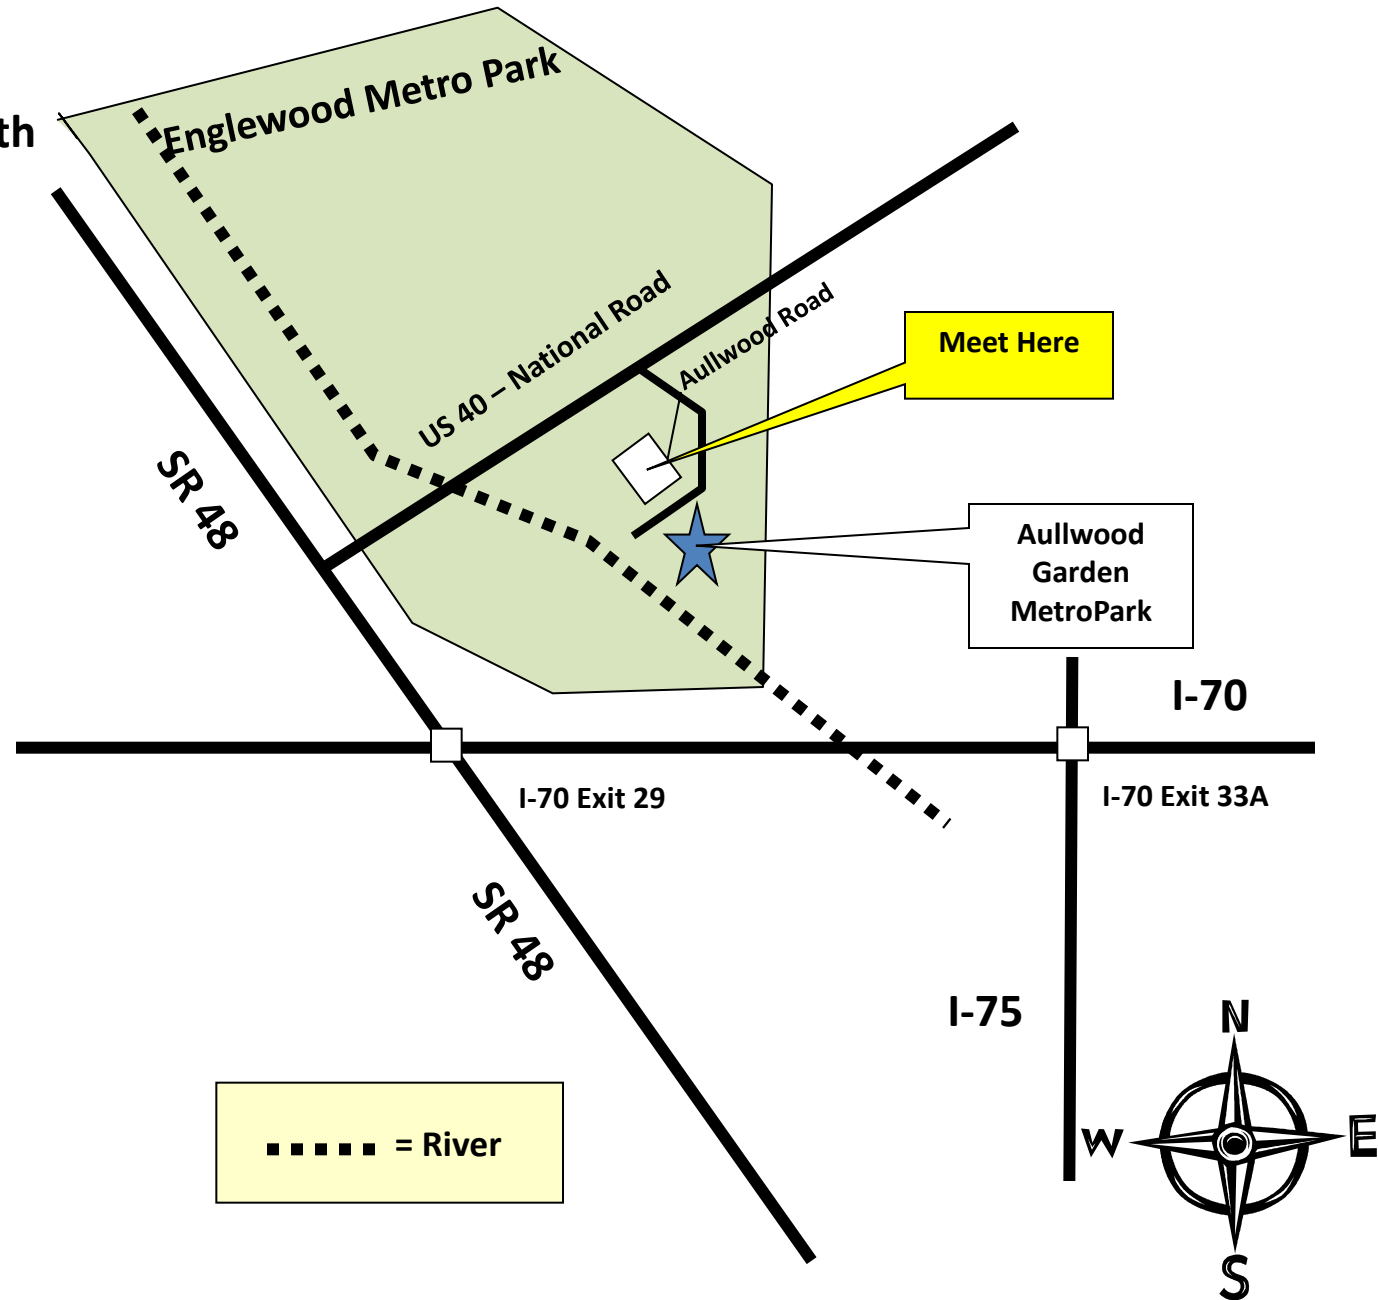 Englewood Metro Park
th
US 40 – National Road
Aullwood Road
Meet Here
SR 48
Aullwood
Garden
MetroPark
I-70
I-70 Exit 29
I-70 Exit 33A
SR 48
I-75
N
W
E
S
= River